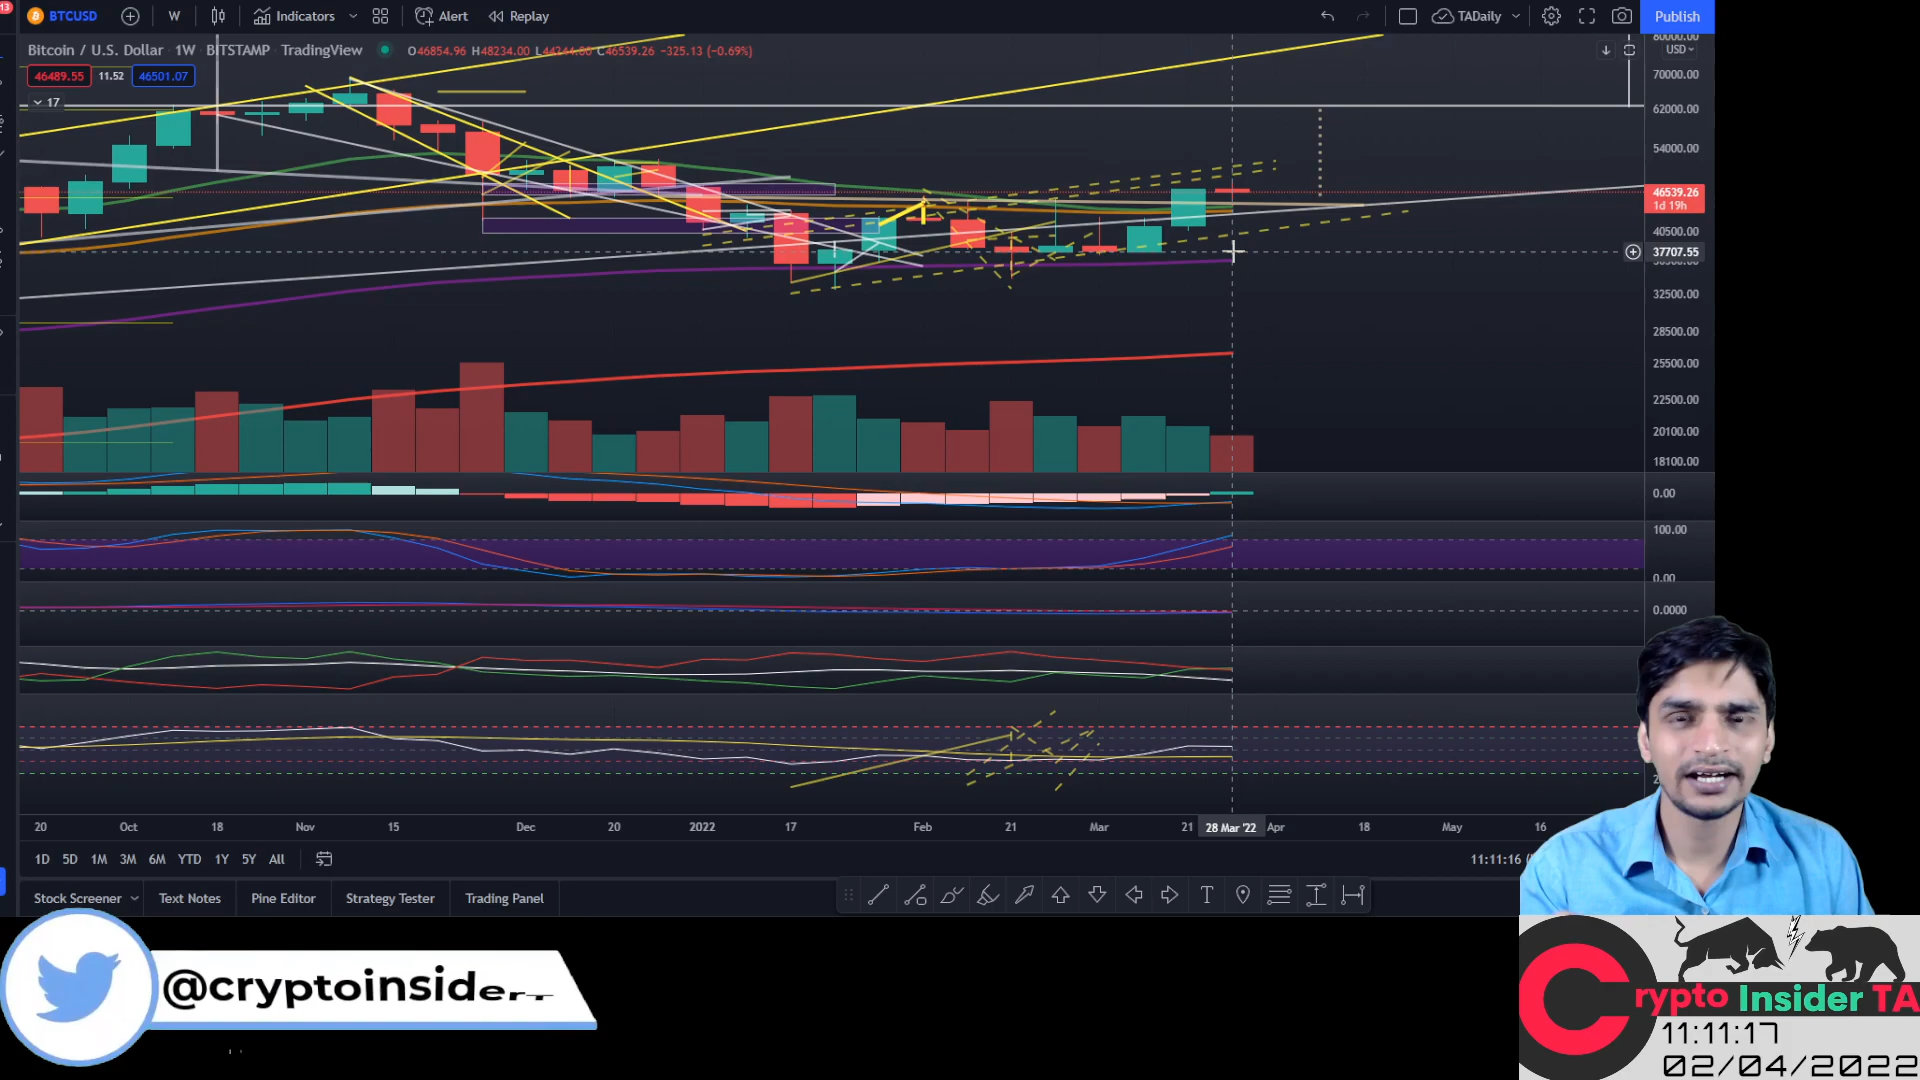 13
BTCUSD
W
Indicators
Alert
Replay
TADaily
Publish
Bitcoin / U.S. Dollar 1W BITSTAMP TradingView
O46854.96 H48234.00 L44244.00 C46539.26 -325.13 (-0.69%)
46489.55
11.52
46501.07
17
80000.00
USD
70000.00
62000.00
54000.00
46539.26
1d 19h
40500.00
37707.55
32500.00
28500.00
25500.00
22500.00
20100.00
18100.00
0.00
100.00
0.00
0.0000
20
Oct
18
Nov
15
Dec
20
2022
17
Feb
21
Mar
21
28 Mar '22
Apr
18
May
16
1D 5D 1M 3M 6M YTD 1Y 5Y All
11:11:16
Stock Screener
Text Notes
Pine Editor
Strategy Tester
Trading Panel
T
@cryptoinsider
Crypto Insider TA
11:11:17
02/04/2022